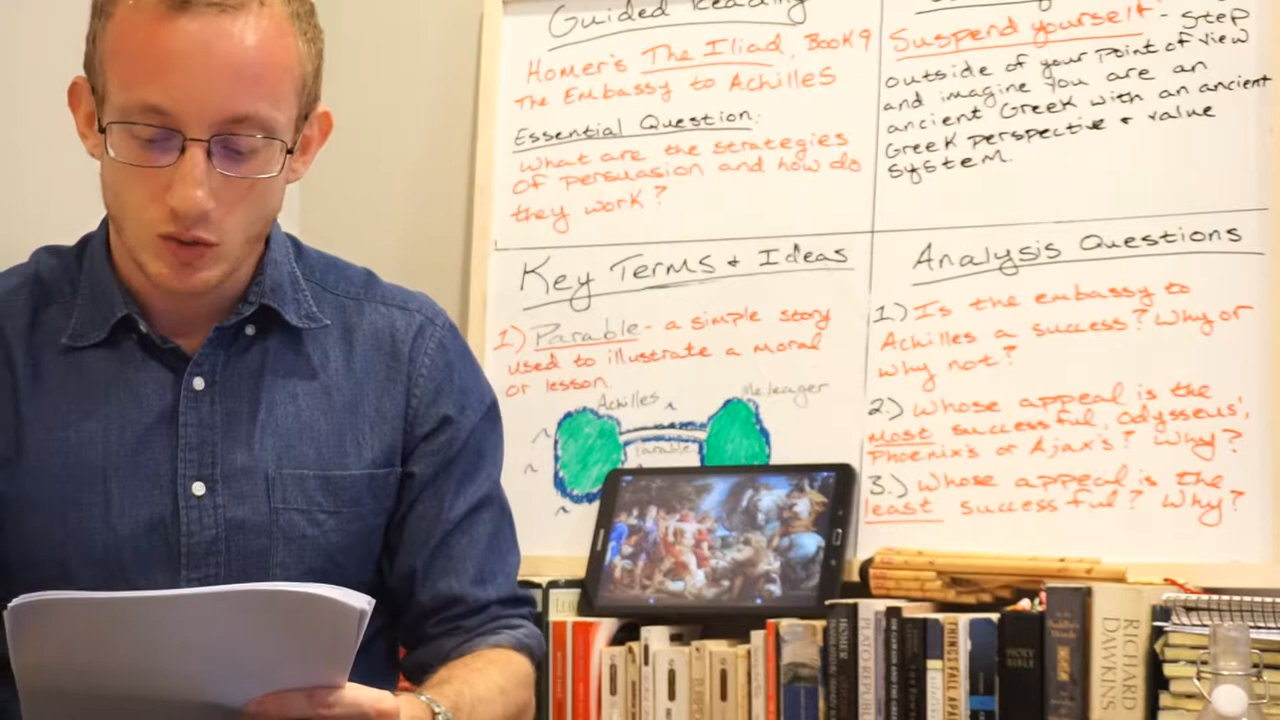 Guided Reading
Homer's The Iliad, Book 9
The Embassy to Achilles
Essential Question:
What are the strategies
of persuasion and how do
they work?
Suspend yourself - Step
outside of your point of view
and imagine you are an
ancient Greek with an ancient
Greek perspective + value
system.
Key Terms + Ideas
1) Parable - a simple story
used to illustrate a moral
or lesson.
Achilles
Meleager
Parable
Analysis Questions
1.) Is the embassy to
Achilles a success? Why or
why not?
2.) Whose appeal is the
most successful, Odysseus',
Phoenix's or Ajax's? Why?
3.) Whose appeal is the
least successful? Why?
HOMER
PLATO REPUBLIC
THINGS FALL APART
HOLY BIBLE
Buddha's Words
RICHARD DAWKINS